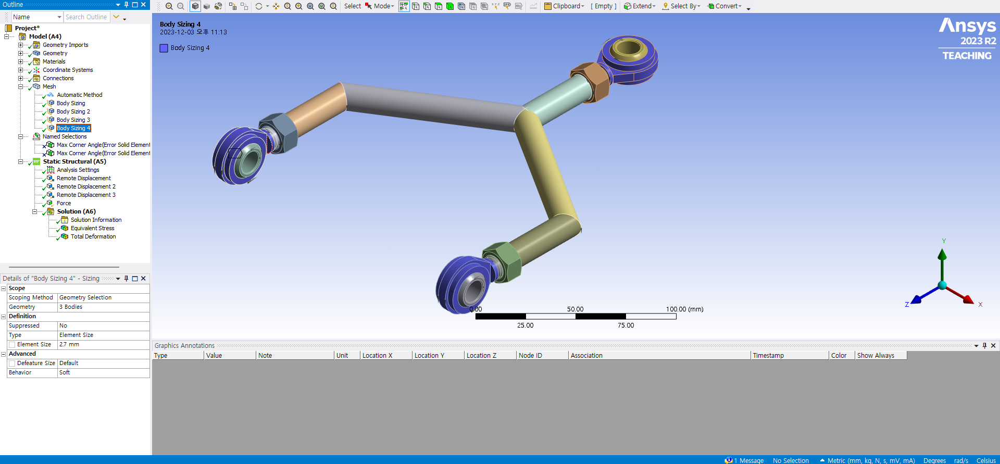 Outline
Name Search Outline
Project*
Model (A4)
Geometry Imports
Geometry
Materials
Coordinate Systems
Connections
Mesh
Automatic Method
Body Sizing
Body Sizing 2
Body Sizing 3
Body Sizing 4
Named Selections
Max Corner Angle(Error Solid Element
Max Corner Angle(Error Solid Element
Static Structural (A5)
Analysis Settings
Remote Displacement
Remote Displacement 2
Remote Displacement 3
Force
Solution (A6)
Solution Information
Equivalent Stress
Total Deformation
Details of "Body Sizing 4" - Sizing
Scope
Scoping Method Geometry Selection
Geometry 3 Bodies
Definition
Suppressed No
Type Element Size
Element Size 2.7 mm
Advanced
Defeature Size Default
Behavior Soft
Select Mode Clipboard [ Empty ] Extend Select By Convert
Body Sizing 4
2023-12-03 오후 11:13
Body Sizing 4
Ansys
2023 R2
TEACHING
Y
Z X
0.00 50.00 100.00 (mm)
25.00 75.00
Graphics Annotations
Type Value Note Unit Location X Location Y Location Z Node ID Association Timestamp Color Show Always
1 Message No Selection Metric (mm, kg, N, s, mV, mA) Degrees rad/s Celsius